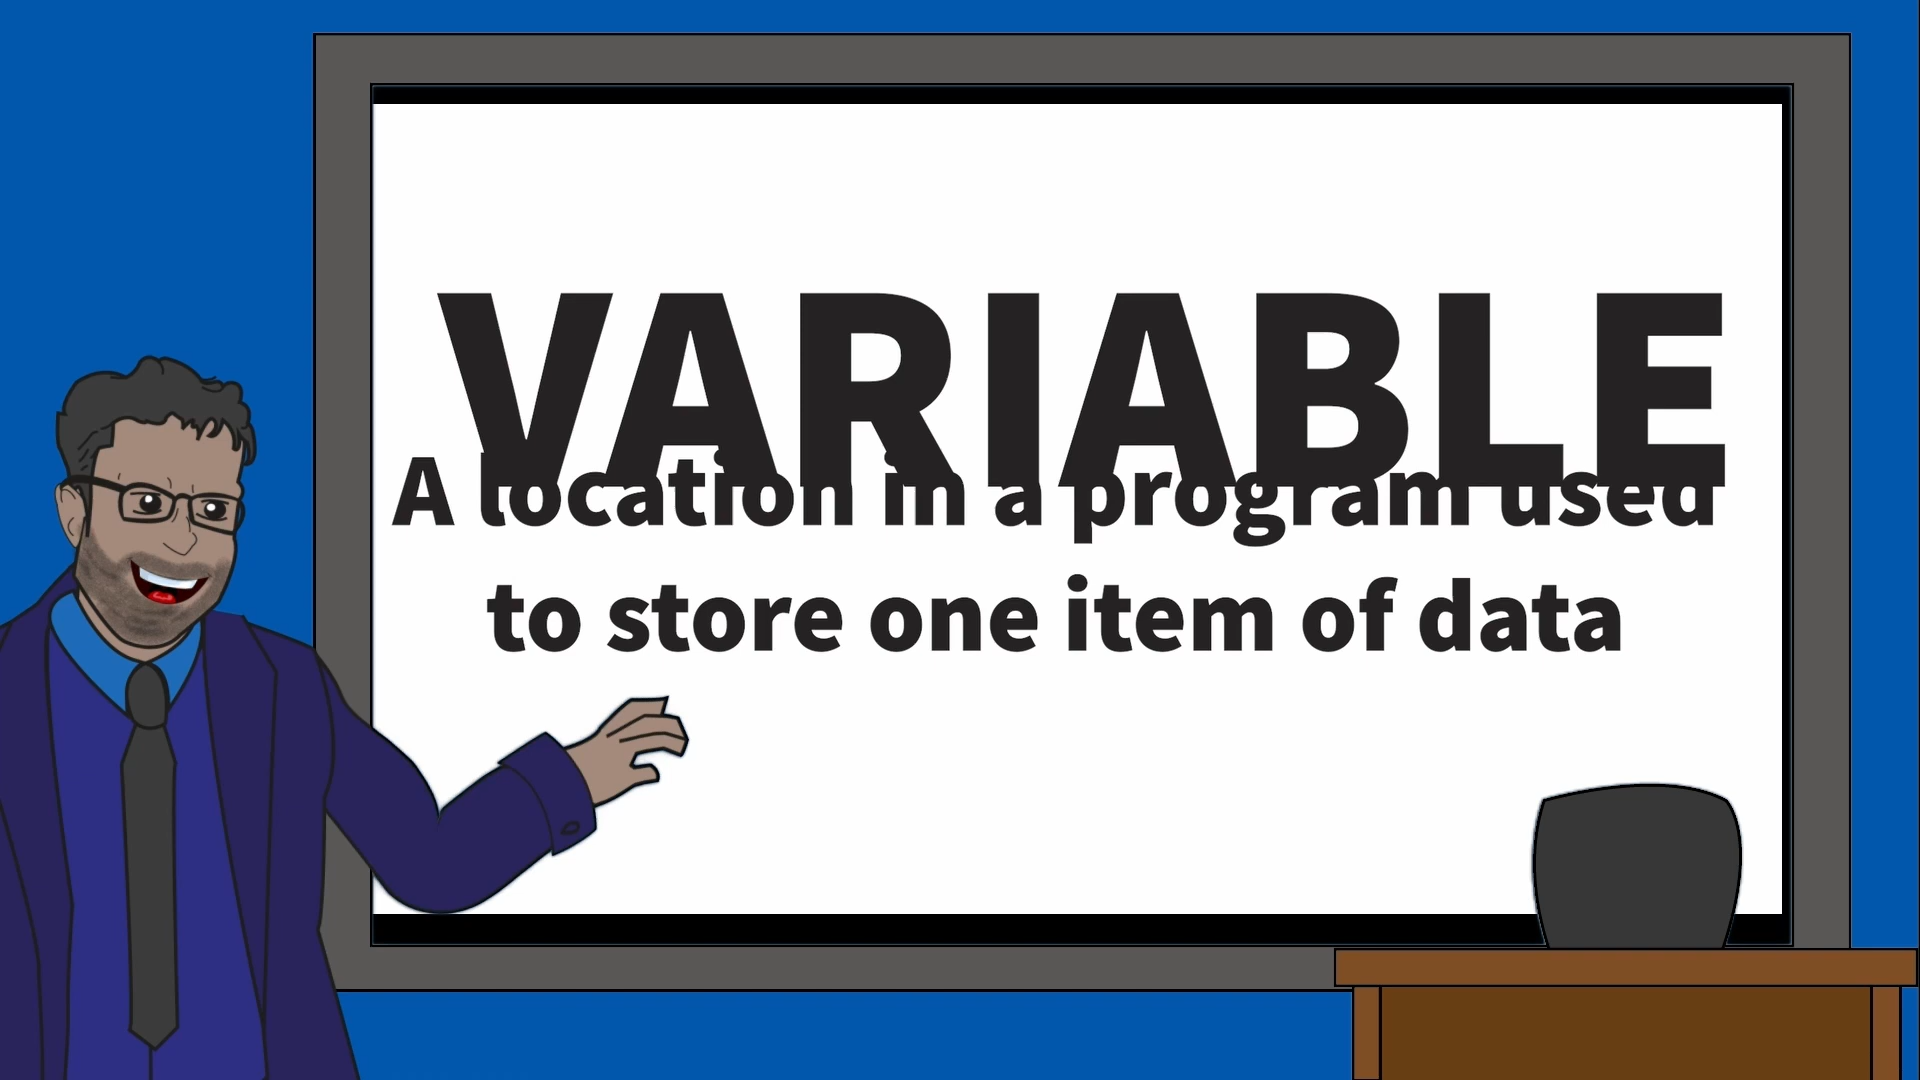 VARIABLE
A location in a program used
to store one item of data